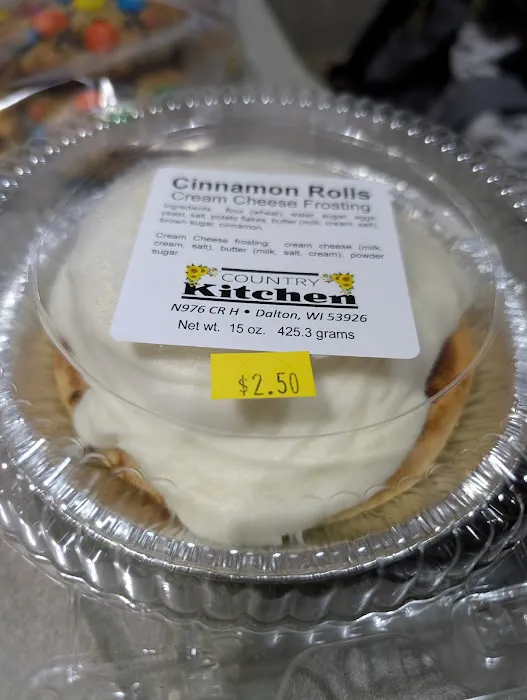 Cinnamon Rolls
Cream Cheese Frosting
Ingredients: flour (wheat), water, sugar, eggs,
yeast, salt, potato flakes, butter (milk, cream, salt),
brown sugar, cinnamon.
Cream Cheese frosting: cream cheese (milk,
cream, salt), butter (milk, salt, cream), powder
sugar.
COUNTRY
Kitchen
N976 CR H • Dalton, WI 53926
Net wt. 15 oz. 425.3 grams
$2.50